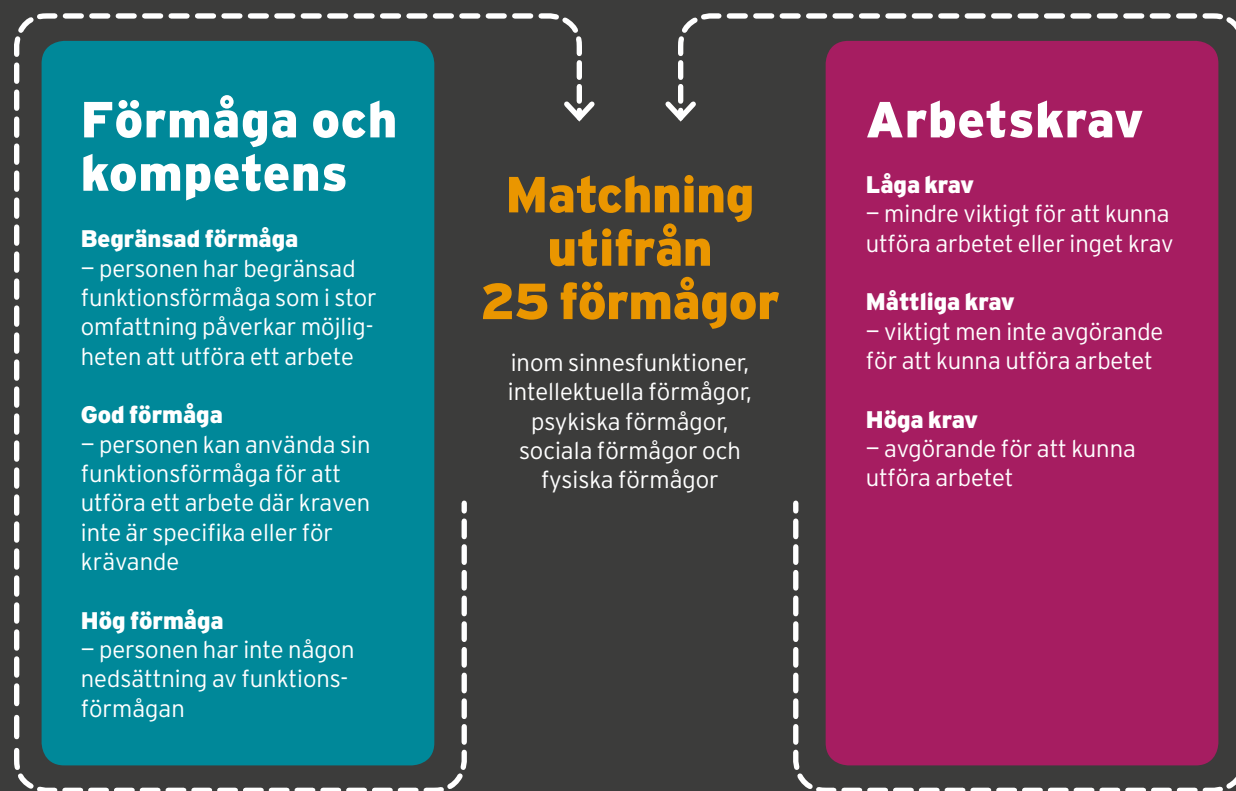 Förmåga och
kompetens
Begränsad förmåga
– personen har begränsad
funktionsförmåga som i stor
omfattning påverkar möjlig-
heten att utföra ett arbete
God förmåga
– personen kan använda sin
funktionsförmåga för att
utföra ett arbete där kraven
inte är specifika eller för
krävande
Hög förmåga
– personen har inte någon
nedsättning av funktions-
förmågan
Matchning
utifrån
25 förmågor
inom sinnesfunktioner,
intellektuella förmågor,
psykiska förmågor,
sociala förmågor och
fysiska förmågor
Arbetskrav
Låga krav
– mindre viktigt för att kunna
utföra arbetet eller inget krav
Måttliga krav
– viktigt men inte avgörande
för att kunna utföra arbetet
Höga krav
– avgörande för att kunna
utföra arbetet